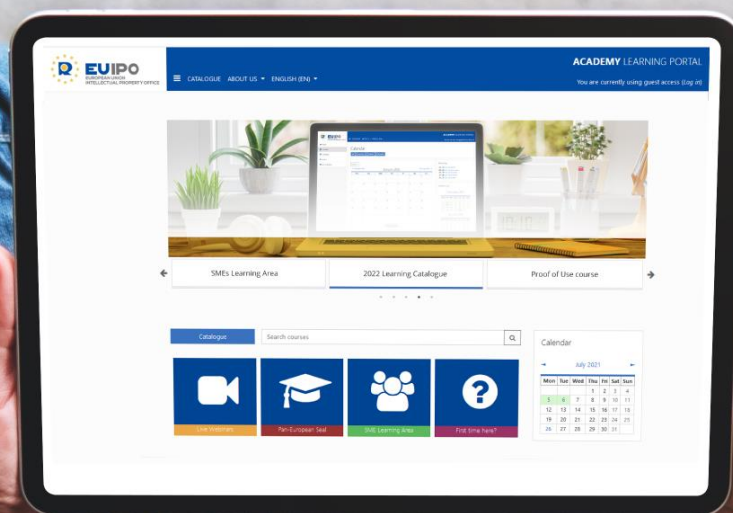 EUIPO
EUROPEAN UNION
INTELLECTUAL PROPERTY OFFICE
CATALOGUE ABOUT US ENGLISH (EN)
ACADEMY LEARNING PORTAL
You are currently using guest access (Log in)
Calendar
SMEs Learning Area
2022 Learning Catalogue
Proof of Use course
Catalogue
Search courses
Live Webinars
Pan-European Seal
SME Learning Area
First time here?
Calendar
July 2021
Mon Tue Wed Thu Fri Sat Sun
1 2 3 4
5 6 7 8 9 10 11
12 13 14 15 16 17 18
19 20 21 22 23 24 25
26 27 28 29 30 31